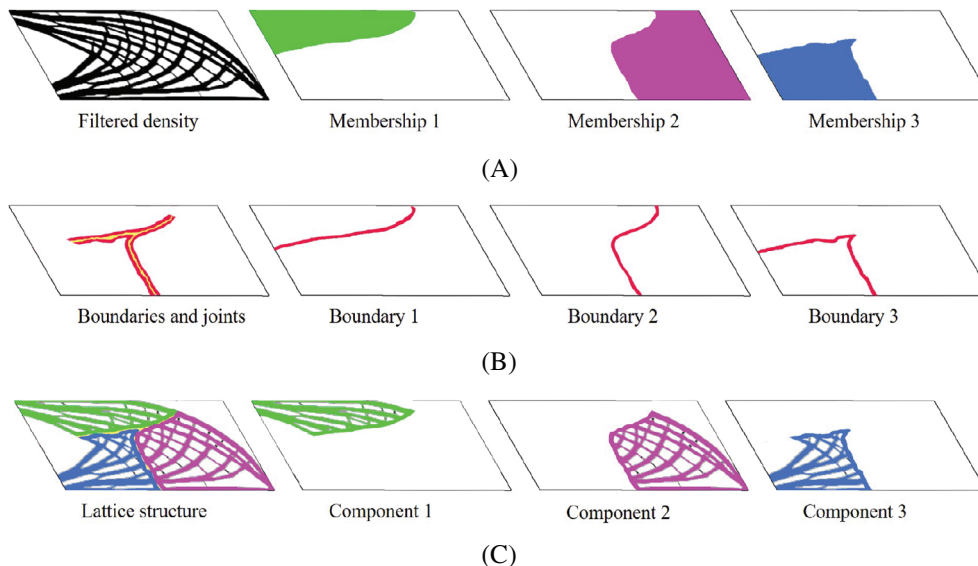 Filtered density Membership 1 Membership 2 Membership 3
(A)
Boundaries and joints Boundary 1 Boundary 2 Boundary 3
(B)
Lattice structure Component 1 Component 2 Component 3
(C)